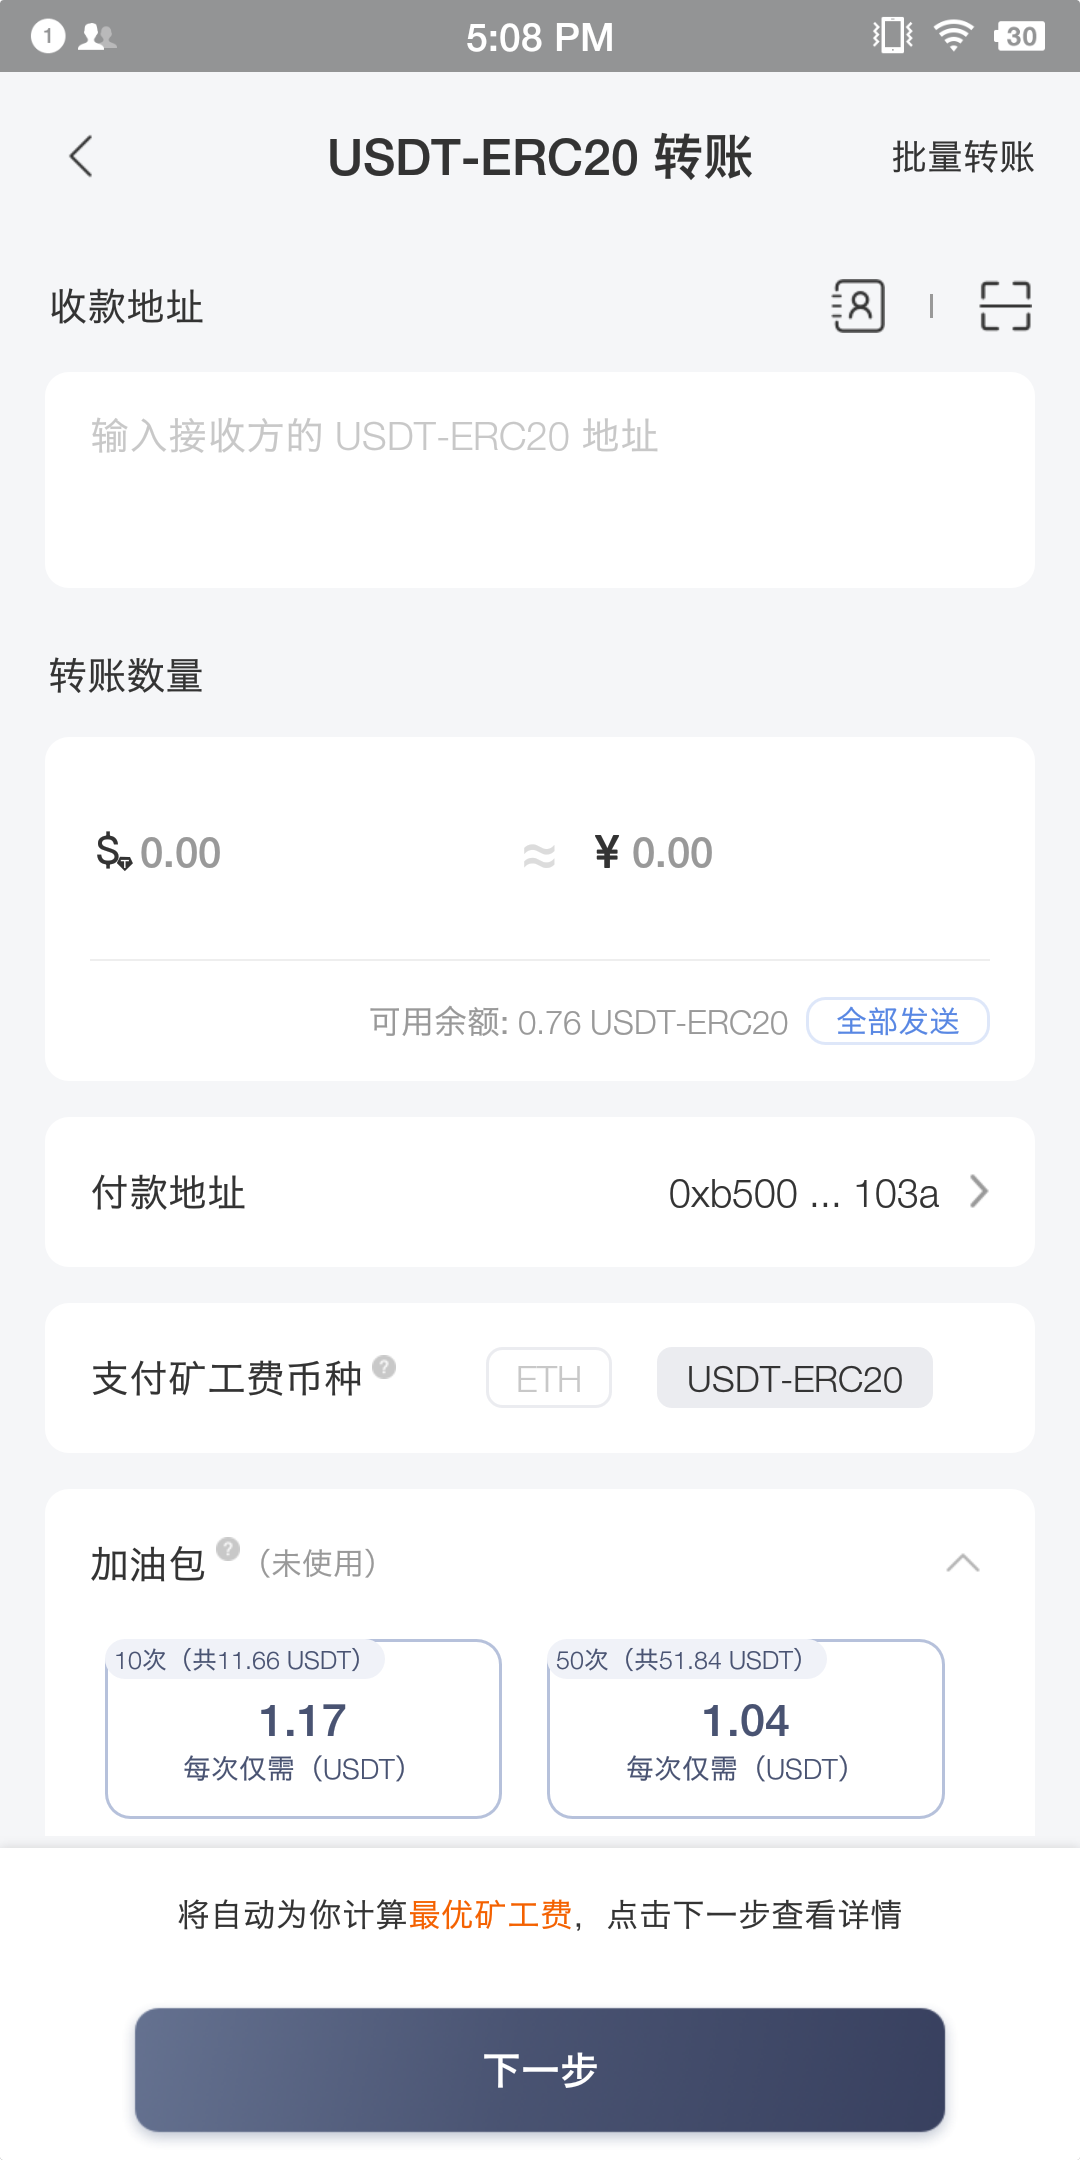 1
5:08 PM
30
USDT-ERC20 转账
批量转账
收款地址
输入接收方的 USDT-ERC20 地址
转账数量
$ T 0.00 ≈ ¥ 0.00
可用余额: 0.76 USDT-ERC20
全部发送
付款地址
0xb500 ... 103a
支付矿工费币种 ?
ETH
USDT-ERC20
加油包 ? （未使用）
10次（共11.66 USDT）
1.17
每次仅需（USDT）
50次（共51.84 USDT）
1.04
每次仅需（USDT）
将自动为你计算最优矿工费，点击下一步查看详情
下一步